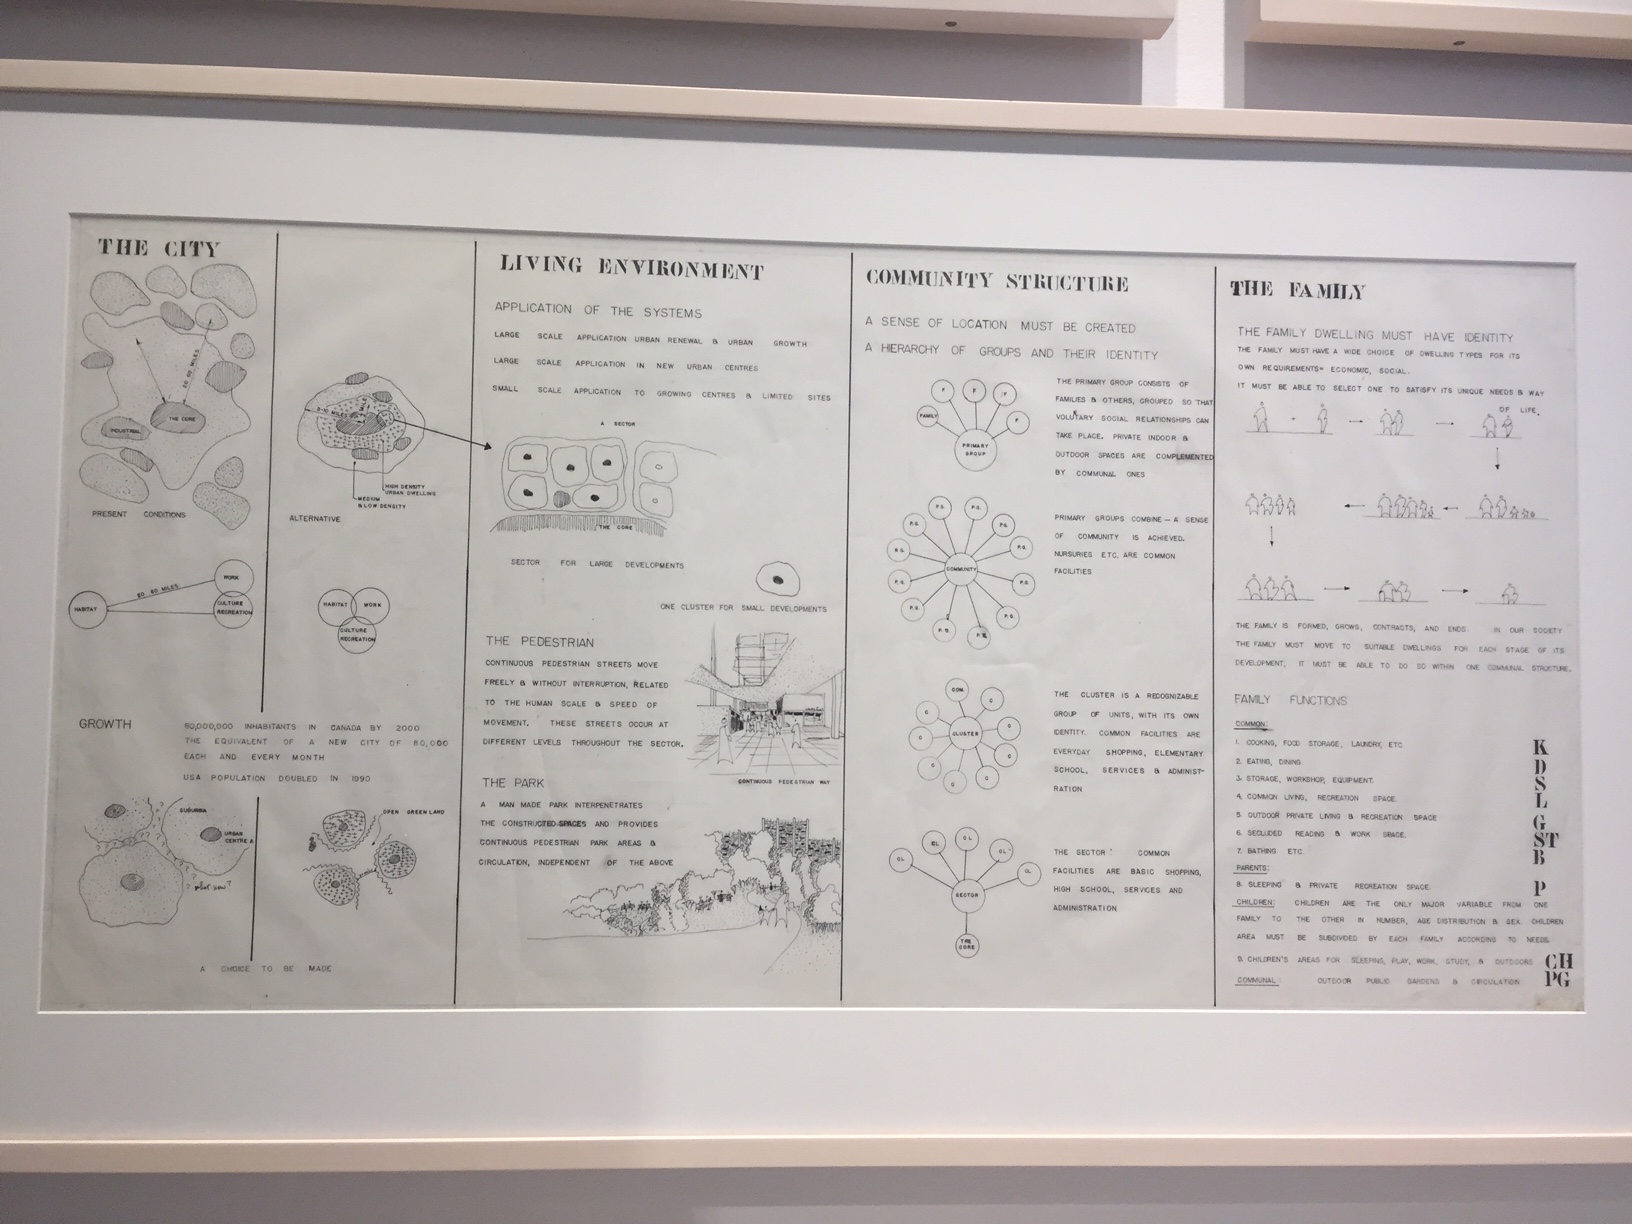 THE CITY
20 60 MILES
THE CORE
INDUSTRIAL
PRESENT CONDITIONS
HIGH DENSITY
URBAN DWELLING
MEDIUM
& LOW DENSITY
ALTERNATIVE
WORK
20 60 MILES
HABITAT
CULTURE
RECREATION
HABITAT
WORK
CULTURE
RECREATION
GROWTH
60,000,000 INHABITANTS IN CANADA BY 2000
THE EQUIVALENT OF A NEW CITY OF 80,000
EACH AND EVERY MONTH
USA POPULATION DOUBLED IN 1990
SUBURBIA
URBAN
CENTRE A
OPEN GREEN LAND
A CHOICE TO BE MADE
LIVING ENVIRONMENT
APPLICATION OF THE SYSTEMS
LARGE SCALE APPLICATION URBAN RENEWAL & URBAN GROWTH
LARGE SCALE APPLICATION IN NEW URBAN CENTRES
SMALL SCALE APPLICATION TO GROWING CENTRES & LIMITED SITES
A SECTOR
THE CORE
SECTOR FOR LARGE DEVELOPMENTS
ONE CLUSTER FOR SMALL DEVELOPMENTS
THE PEDESTRIAN
CONTINUOUS PEDESTRIAN STREETS MOVE
FREELY & WITHOUT INTERRUPTION, RELATED
TO THE HUMAN SCALE & SPEED OF
MOVEMENT. THESE STREETS OCCUR AT
DIFFERENT LEVELS THROUGHOUT THE SECTOR.
CONTINUOUS PEDESTRIAN WAY
THE PARK
A MAN MADE PARK INTERPENETRATES
THE CONSTRUCTED SPACES AND PROVIDES
CONTINUOUS PEDESTRIAN PARK AREAS &
CIRCULATION, INDEPENDENT OF THE ABOVE
COMMUNITY STRUCTURE
A SENSE OF LOCATION MUST BE CREATED
A HIERARCHY OF GROUPS AND THEIR IDENTITY
FAMILY
F
F
F
F
PRIMARY
GROUP
THE PRIMARY GROUP CONSISTS OF
FAMILIES & OTHERS, GROUPED SO THAT
VOLUNTARY SOCIAL RELATIONSHIPS CAN
TAKE PLACE. PRIVATE INDOOR &
OUTDOOR SPACES ARE COMPLEMENTED
BY COMMUNAL ONES
P.G.
P.G.
P.G.
P.G.
P.G.
P.G.
P.G.
P.G.
P.G.
P.G.
P.G.
P.G.
P.G.
COMMUNITY
PRIMARY GROUPS COMBINE — A SENSE
OF COMMUNITY IS ACHIEVED.
NURSURIES ETC. ARE COMMON
FACILITIES
COM.
C
C
C
C
C
C
C
C
C
CLUSTER
THE CLUSTER IS A RECOGNIZABLE
GROUP OF UNITS, WITH ITS OWN
IDENTITY. COMMON FACILITIES ARE
EVERYDAY SHOPPING, ELEMENTARY
SCHOOL, SERVICES & ADMINIST-
RATION
CL
CL
CL
CL
CL
SECTOR
THE CORE
THE SECTOR' COMMON
FACILITIES ARE BASIC SHOPPING,
HIGH SCHOOL, SERVICES AND
ADMINISTRATION
THE FAMILY
THE FAMILY DWELLING MUST HAVE IDENTITY
THE FAMILY MUST HAVE A WIDE CHOICE OF DWELLING TYPES FOR ITS
OWN REQUIREMENTS- ECONOMIC, SOCIAL.
IT MUST BE ABLE TO SELECT ONE TO SATISFY ITS UNIQUE NEEDS & WAY
OF LIFE.
THE FAMILY IS FORMED, GROWS, CONTRACTS, AND ENDS. IN OUR SOCIETY
THE FAMILY MUST MOVE TO SUITABLE DWELLINGS FOR EACH STAGE OF ITS
DEVELOPMENT; IT MUST BE ABLE TO DO SO WITHIN ONE COMMUNAL STRUCTURE.
FAMILY FUNCTIONS
COMMON:
1. COOKING, FOOD STORAGE, LAUNDRY, ETC K
2. EATING, DINING. D
3. STORAGE, WORKSHOP, EQUIPMENT. S
4. COMMON LIVING, RECREATION SPACE. L
5. OUTDOOR PRIVATE LIVING & RECREATION SPACE G
6. SECLUDED READING & WORK SPACE. ST
7. BATHING ETC. B
PARENTS:
8. SLEEPING & PRIVATE RECREATION SPACE. P
CHILDREN: CHILDREN ARE THE ONLY MAJOR VARIABLE FROM ONE
FAMILY TO THE OTHER IN NUMBER, AGE DISTRIBUTION & SEX. CHILDREN
AREA MUST BE SUBDIVIDED BY EACH FAMILY ACCORDING TO NEEDS.
9. CHILDREN'S AREAS FOR SLEEPING, PLAY, WORK, STUDY, & OUTDOORS CH
COMMUNAL: OUTDOOR PUBLIC GARDENS & CIRCULATION PG